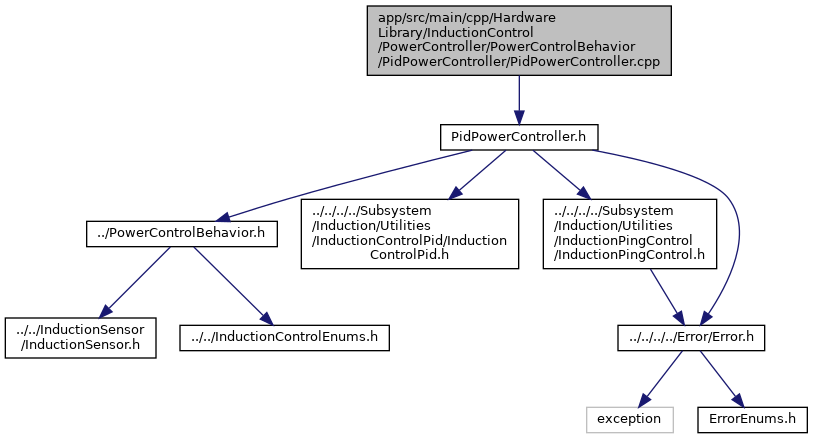 app/src/main/cpp/Hardware
Library/InductionControl
/PowerController/PowerControlBehavior
/PidPowerController/PidPowerController.cpp
PidPowerController.h
../PowerControlBehavior.h
../../../../Subsystem
/Induction/Utilities
/InductionControlPid/Induction
ControlPid.h
../../../../Subsystem
/Induction/Utilities
/InductionPingControl
/InductionPingControl.h
../../InductionSensor
/InductionSensor.h
../../InductionControlEnums.h
../../../../Error/Error.h
exception
ErrorEnums.h